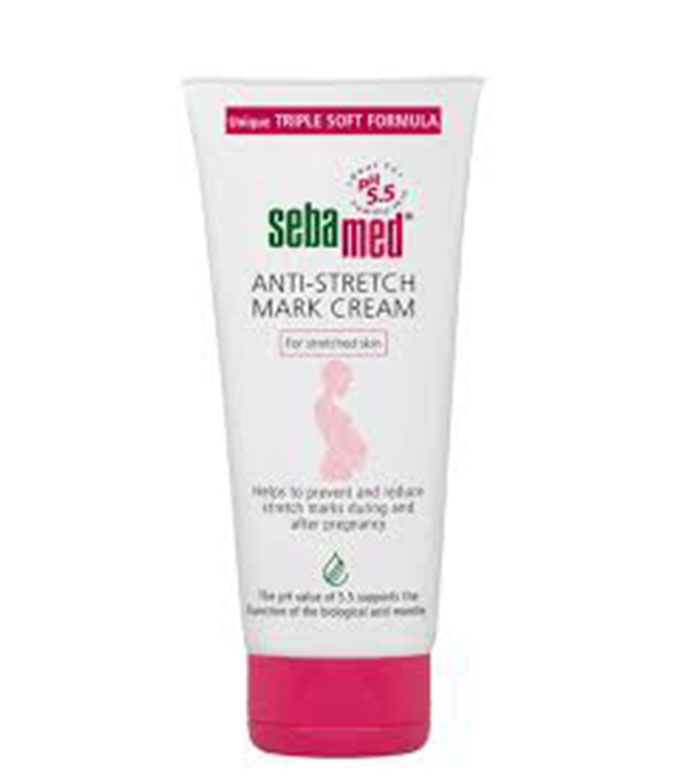 Unique TRIPLE SOFT FORMULA
pH
5.5
sebamed®
ANTI-STRETCH
MARK CREAM
For stretched skin
Helps to prevent and reduce
stretch marks during and
after pregnancy
The pH value of 5.5 supports the
function of the biological acid mantle